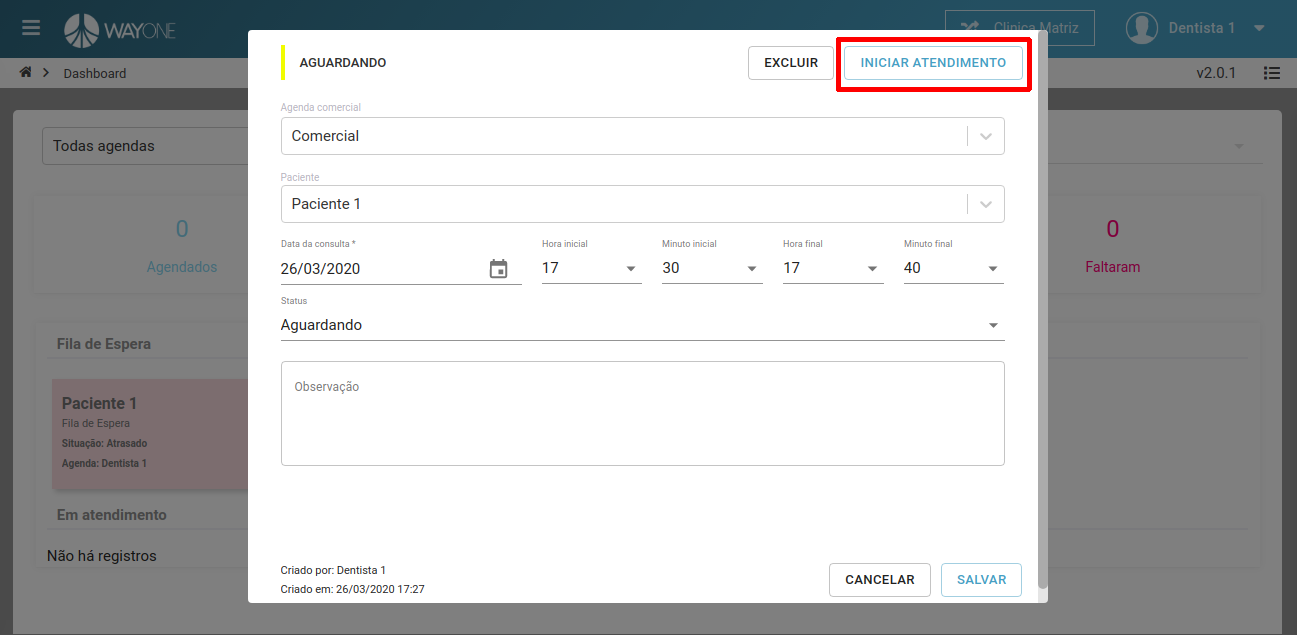 WAYONE
Clinica Matriz
Dentista 1
Dashboard
v2.0.1
Todas agendas
0
Agendados
0
Faltaram
Fila de Espera
Paciente 1
Fila de Espera
Situação: Atrasado
Agenda: Dentista 1
Em atendimento
Não há registros
AGUARDANDO
EXCLUIR
INICIAR ATENDIMENTO
Agenda comercial
Comercial
Paciente
Paciente 1
Data da consulta *
Hora inicial
Minuto inicial
Hora final
Minuto final
26/03/2020
17
30
17
40
Status
Aguardando
Observação
Criado por: Dentista 1
Criado em: 26/03/2020 17:27
CANCELAR
SALVAR